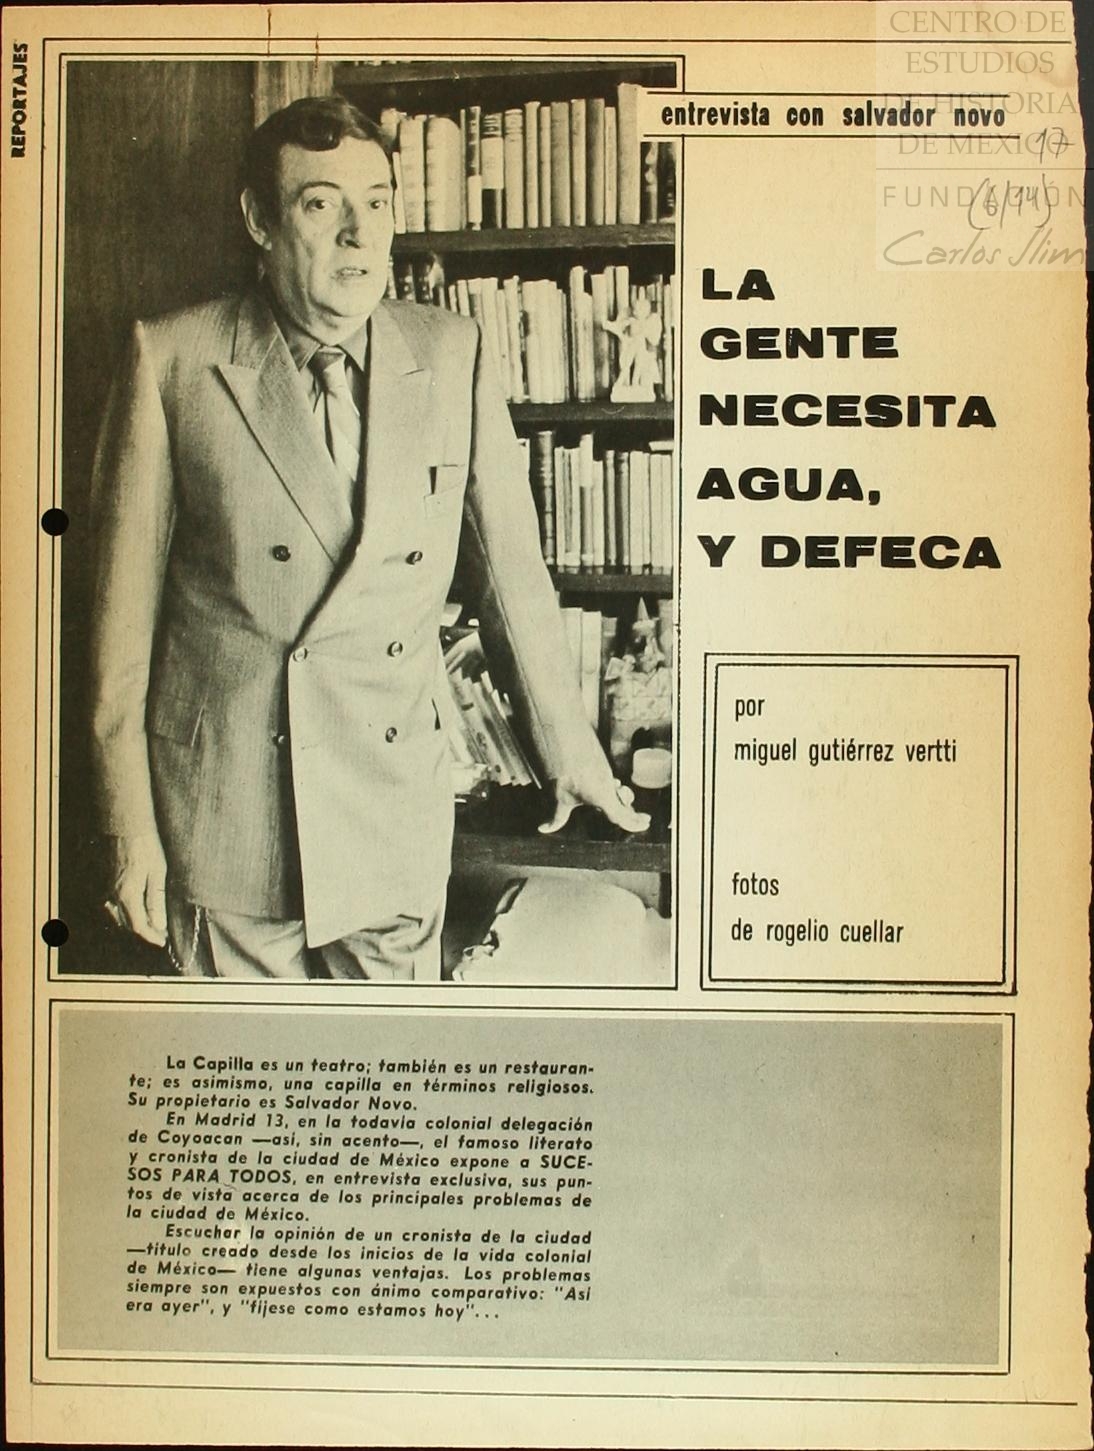 REPORTAJES
CENTRO DE
ESTUDIOS
DE HISTORIA
DE MEXICO
FUNDACIÓN
Carlos Slim
17
(6/14)
entrevista con salvador novo
LA
GENTE
NECESITA
AGUA,
Y DEFECA
por
miguel gutiérrez vertti
fotos
de rogelio cuellar
La Capilla es un teatro; también es un restauran-
te; es asimismo, una capilla en términos religiosos.
Su propietario es Salvador Novo.
En Madrid 13, en la todavía colonial delegación
de Coyoacan —así, sin acento—, el famoso literato
y cronista de la ciudad de México expone a SUCE-
SOS PARA TODOS, en entrevista exclusiva, sus pun-
tos de vista acerca de los principales problemas de
la ciudad de México.
Escuchar la opinión de un cronista de la ciudad
—título creado desde los inicios de la vida colonial
de México— tiene algunas ventajas. Los problemas
siempre son expuestos con ánimo comparativo: "Así
era ayer", y "fíjese como estamos hoy"...